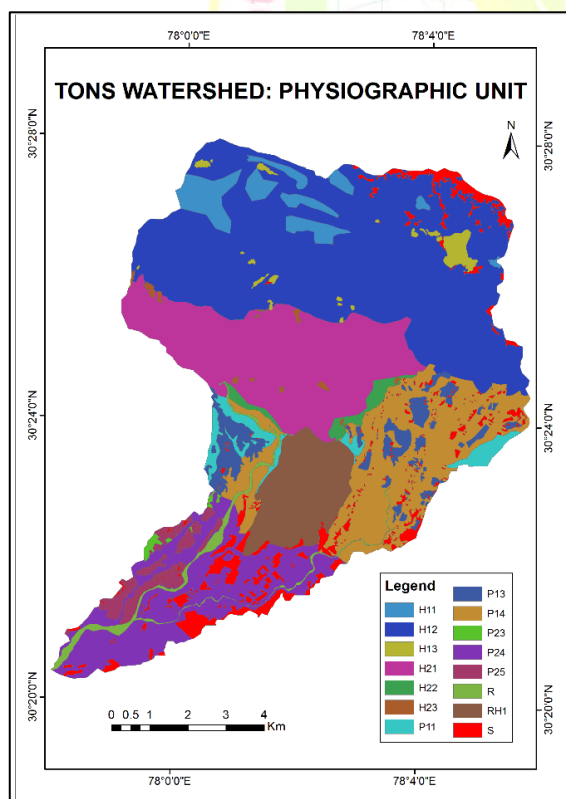 78°0'0"E 78°4'0"E
TONS WATERSHED: PHYSIOGRAPHIC UNIT
30°28'0"N 30°28'0"N
N
30°24'0"N 30°24'0"N
Legend
H11
H12
H13
H21
H22
H23
P11
P13
P14
P23
P24
P25
R
RH1
S
30°20'0"N 30°20'0"N
0 0.5 1 2 3 4
Km
78°0'0"E 78°4'0"E